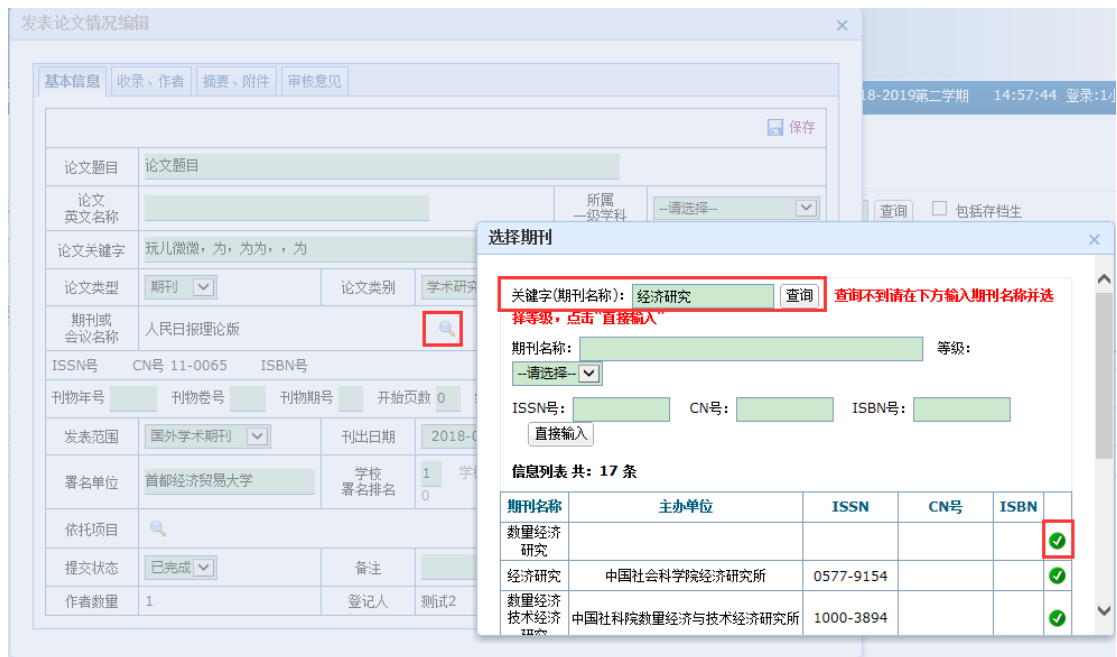 发表论文情况编辑
基本信息 收录、作者 摘要、附件 审核意见
18-2019第二学期 14:57:44 登录:1
保存
论文题目 论文题目
论文
英文名称
所属
一级学科
--请选择--
查询 包括存档生
论文关键字 玩儿微微，为，为为，，为
论文类型 期刊 论文类别 学术研究
期刊或
会议名称
人民日报理论版
ISSN号 CN号 11-0065 ISBN号
刊物年号 刊物卷号 刊物期号 开始页数 0
发表范围 国外学术期刊 刊出日期 2018-0
署名单位 首都经济贸易大学 学校
署名排名
1
0
依托项目
提交状态 已完成 备注
作者数量 1 登记人 测试2
选择期刊
关键字(期刊名称)： 经济研究 查询 查询不到请在下方输入期刊名称并选
择等级，点击“直接输入”
期刊名称： 等级：
--请选择--
ISSN号： CN号： ISBN号：
直接输入
信息列表 共：17 条
期刊名称 主办单位 ISSN CN号 ISBN
数量经济
研究
经济研究 中国社会科学院经济研究所 0577-9154
数量经济
技术经济 中国社科院数量经济与技术经济研究所 1000-3894
研究